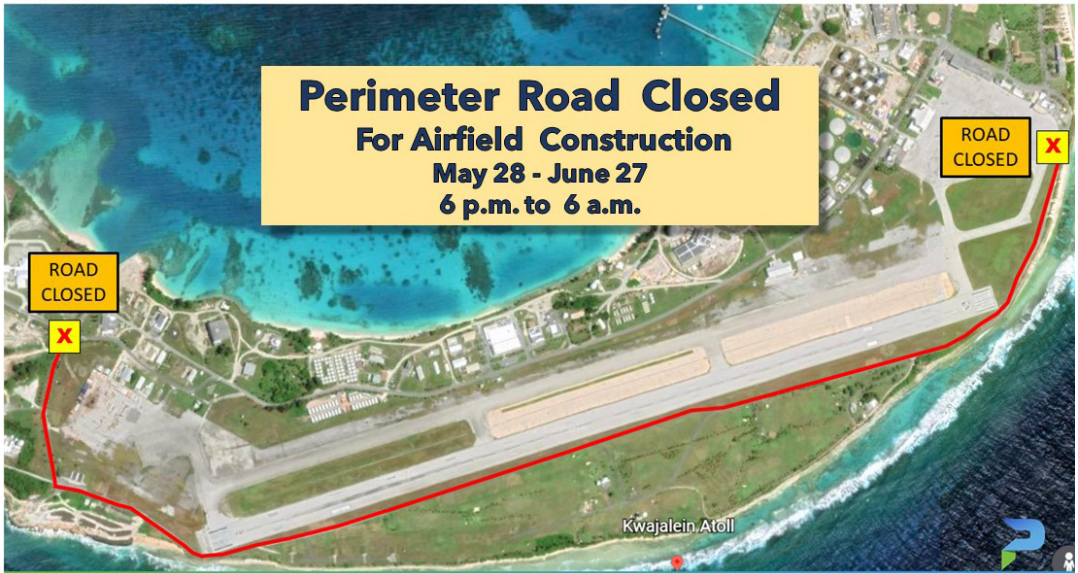 Perimeter Road Closed
For Airfield Construction
May 28 - June 27
6 p.m. to 6 a.m.
ROAD
CLOSED
X
ROAD
CLOSED
X
Kwajalein Atoll